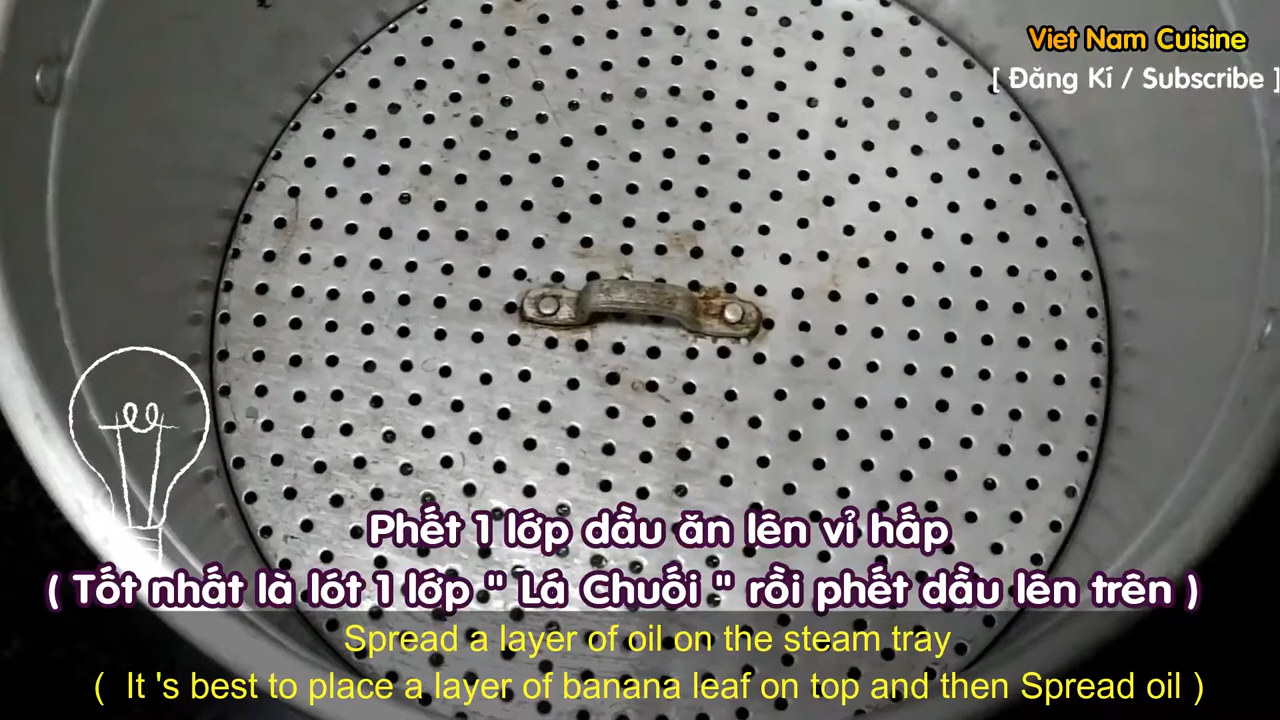 Viet Nam Cuisine
[ Đăng Kí / Subscribe ]
Phết 1 lớp dầu ăn lên vỉ hấp
( Tốt nhất là lót 1 lớp " Lá Chuối " rồi phết dầu lên trên )
Spread a layer of oil on the steam tray
( It 's best to place a layer of banana leaf on top and then Spread oil )